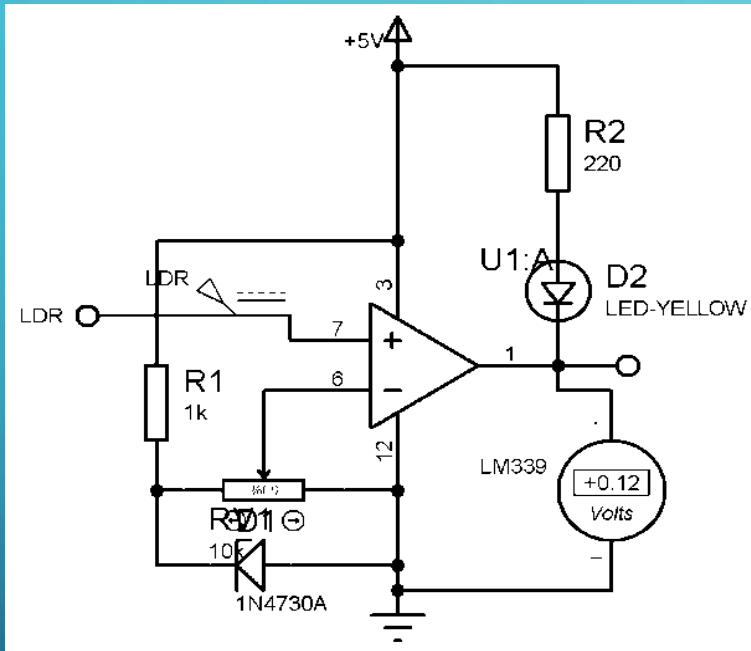 +5V
R2
220
U1:A
D2
LED-YELLOW
LDR
LDR
3
7
+
6
−
1
12
R1
1k
LM339
+0.12
Volts
10k
D1
1N4730A